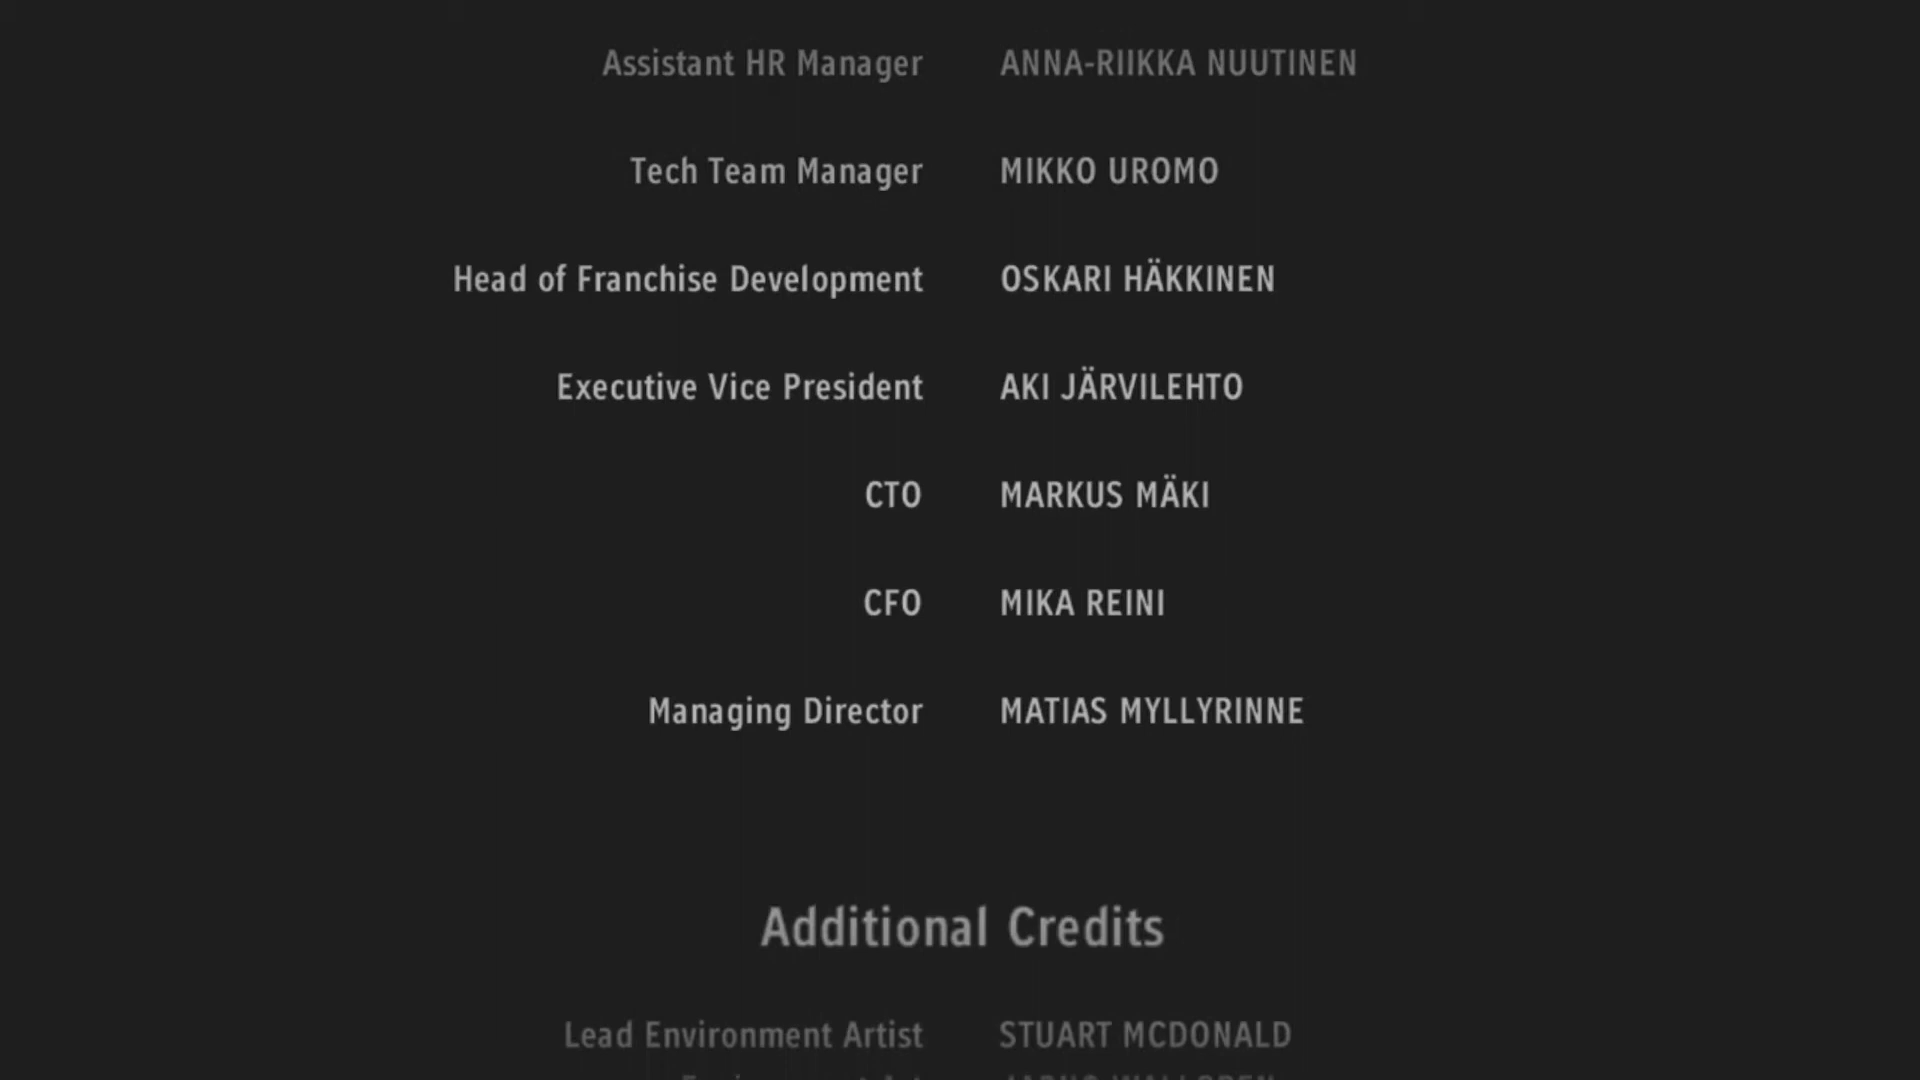 Assistant HR Manager ANNA-RIIKKA NUUTINEN
Tech Team Manager MIKKO UROMO
Head of Franchise Development OSKARI HÄKKINEN
Executive Vice President AKI JÄRVILEHTO
CTO MARKUS MÄKI
CFO MIKA REINI
Managing Director MATIAS MYLLYRINNE
Additional Credits
Lead Environment Artist STUART MCDONALD